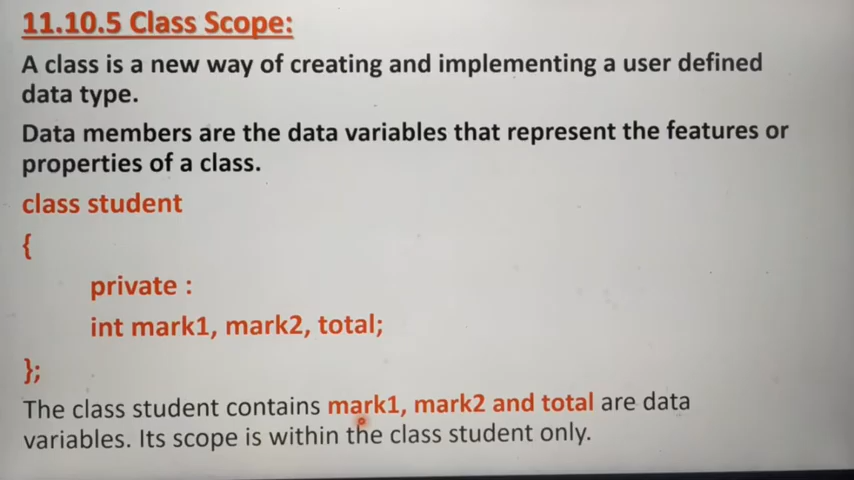 11.10.5 Class Scope:
A class is a new way of creating and implementing a user defined
data type.
Data members are the data variables that represent the features or
properties of a class.
class student
{
private :
int mark1, mark2, total;
};
The class student contains mark1, mark2 and total are data
variables. Its scope is within the class student only.